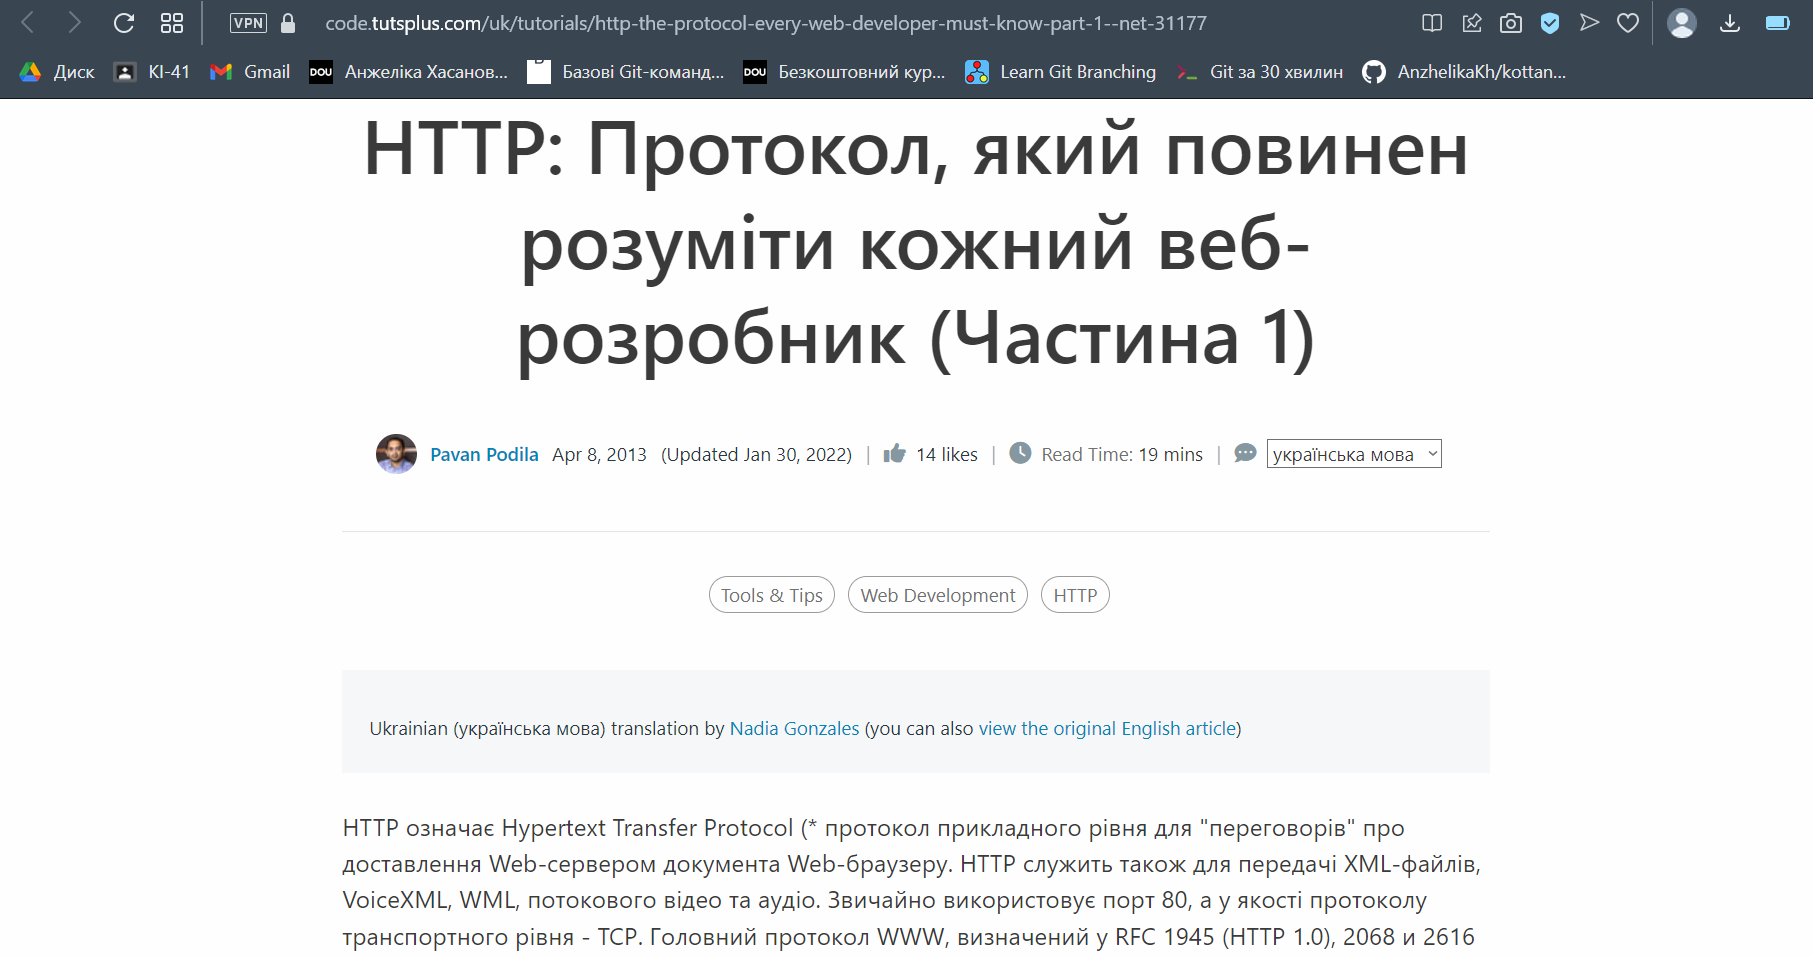 VPN
code.tutsplus.com/uk/tutorials/http-the-protocol-every-web-developer-must-know-part-1--net-31177
Диск КІ-41 Gmail DOU Анжеліка Хасанов... Базові Git-команд... DOU Безкоштовний кур... Learn Git Branching Git за 30 хвилин AnzhelikaKh/kottan...
HTTP: Протокол, який повинен
розуміти кожний веб-
розробник (Частина 1)
Pavan Podila Apr 8, 2013 (Updated Jan 30, 2022) | 14 likes | Read Time: 19 mins | українська мова
Tools & Tips Web Development HTTP
Ukrainian (українська мова) translation by Nadia Gonzales (you can also view the original English article)
HTTP означає Hypertext Transfer Protocol (* протокол прикладного рівня для "переговорів" про
доставлення Web-сервером документа Web-браузеру. HTTP служить також для передачі XML-файлів,
VoiceXML, WML, потокового відео та аудіо. Звичайно використовує порт 80, а у якості протоколу
транспортного рівня - TCP. Головний протокол WWW, визначений у RFC 1945 (HTTP 1.0), 2068 и 2616